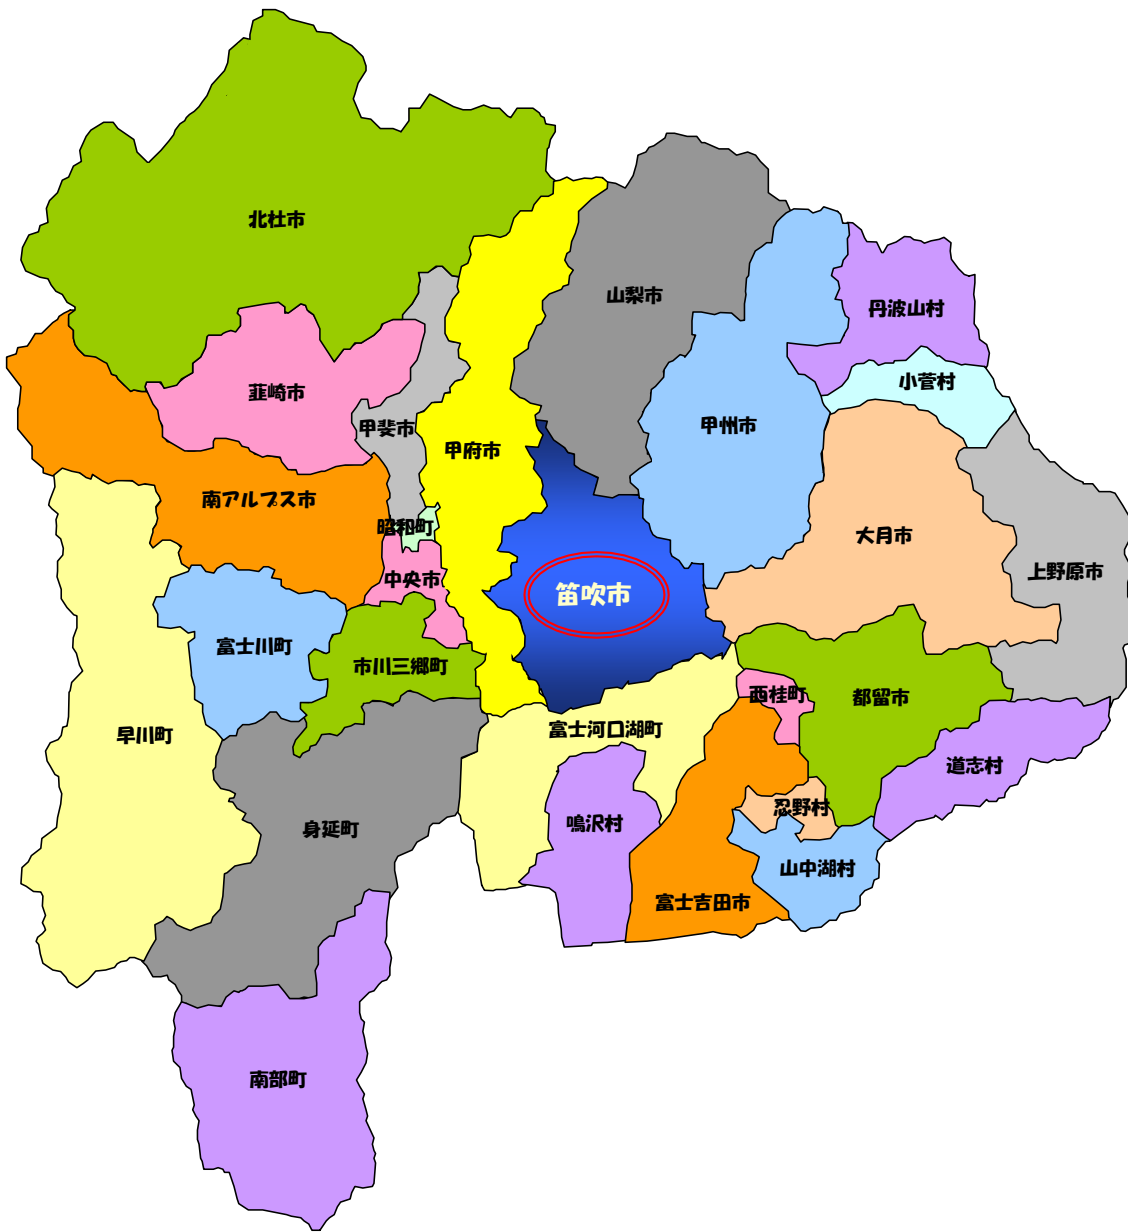 北杜市
山梨市
丹波山村
小菅村
韮崎市
甲斐市
甲州市
甲府市
南アルプス市
昭和町
大月市
上野原市
中央市
笛吹市
富士川町
市川三郷町
西桂町
都留市
富士河口湖町
早川町
道志村
忍野村
鳴沢村
身延町
山中湖村
富士吉田市
南部町